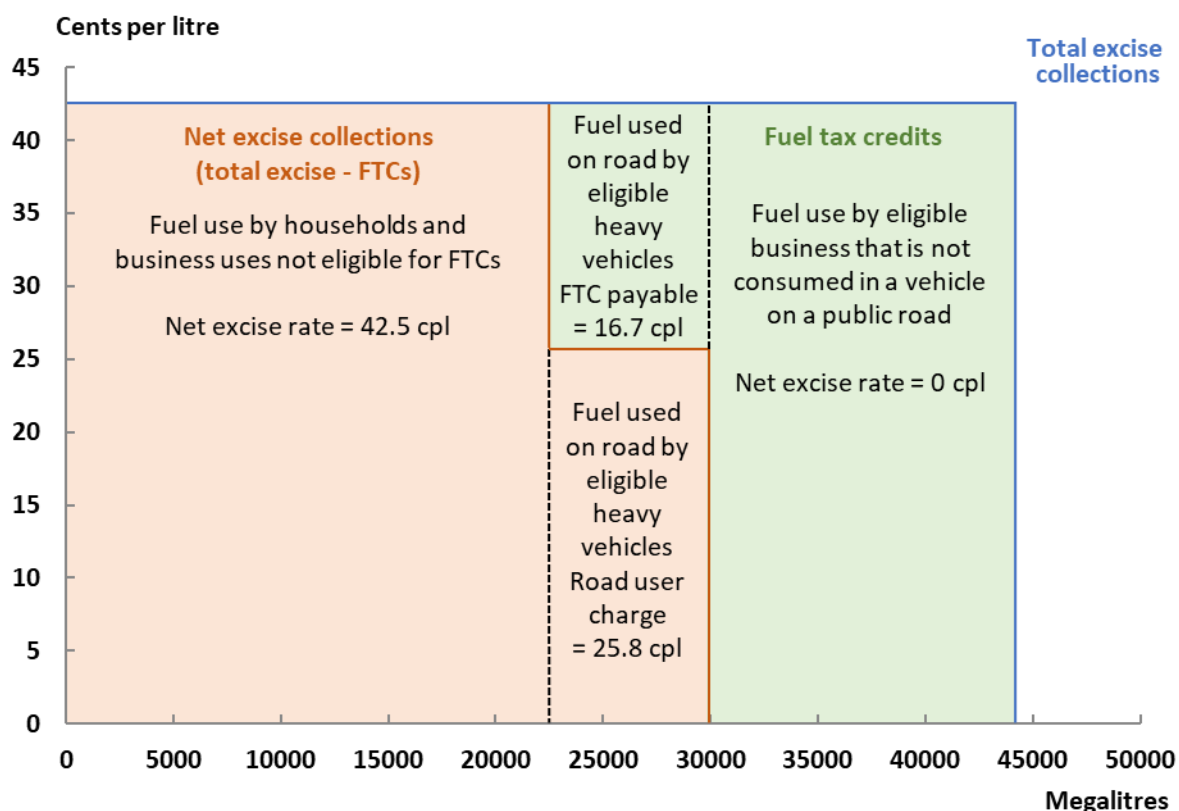 Cents per litre
Total excise
collections
45
40
35
30
25
20
15
10
5
0
Net excise collections
(total excise - FTCs)
Fuel use by households and
business uses not eligible for FTCs
Net excise rate = 42.5 cpl
Fuel used
on road by
eligible
heavy
vehicles
FTC payable
= 16.7 cpl
Fuel used
on road by
eligible
heavy
vehicles
Road user
charge
= 25.8 cpl
Fuel tax credits
Fuel use by eligible
business that is not
consumed in a vehicle
on a public road
Net excise rate = 0 cpl
0 5000 10000 15000 20000 25000 30000 35000 40000 45000 50000
Megalitres